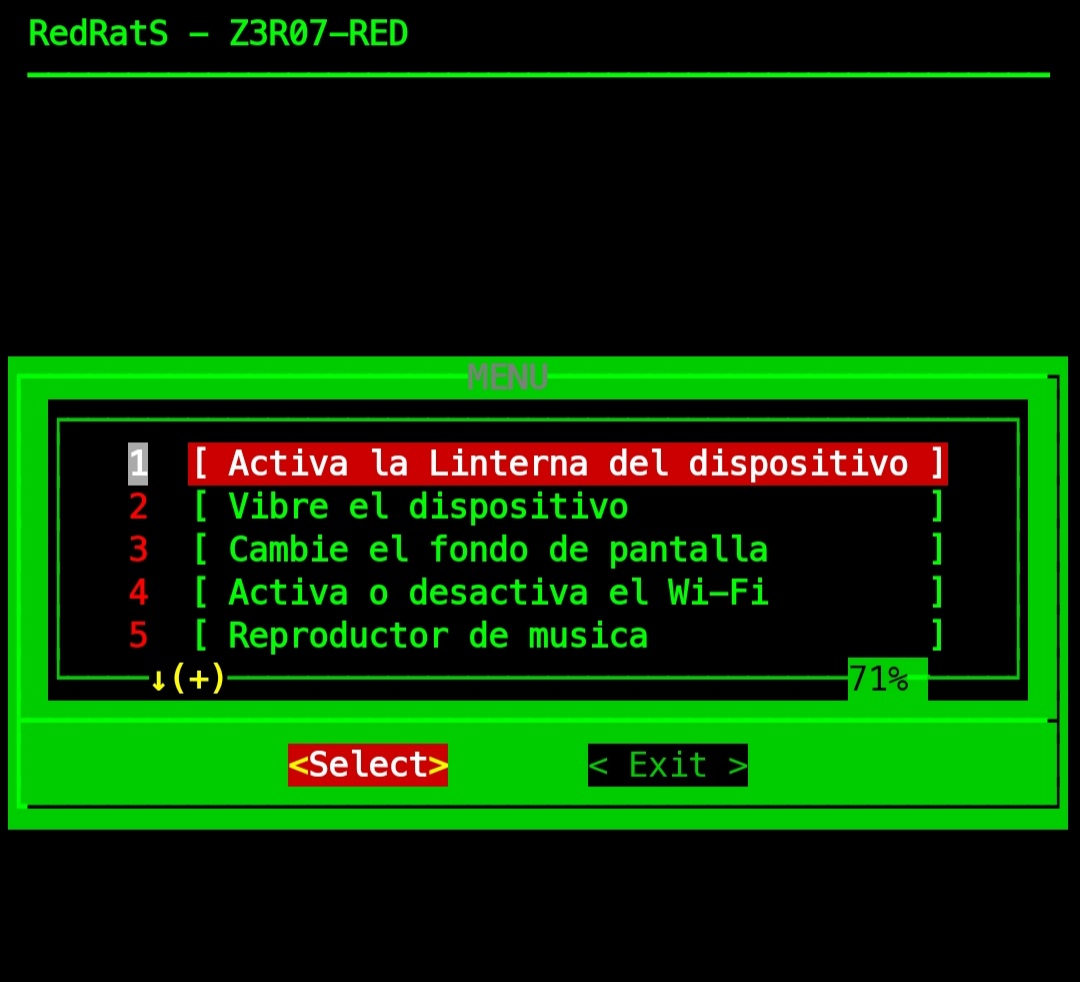 RedRatS - Z3R07-RED
MENU
1 [ Activa la Linterna del dispositivo ]
2 [ Vibre el dispositivo ]
3 [ Cambie el fondo de pantalla ]
4 [ Activa o desactiva el Wi-Fi ]
5 [ Reproductor de musica ]
↓(+) 71%
<Select> < Exit >